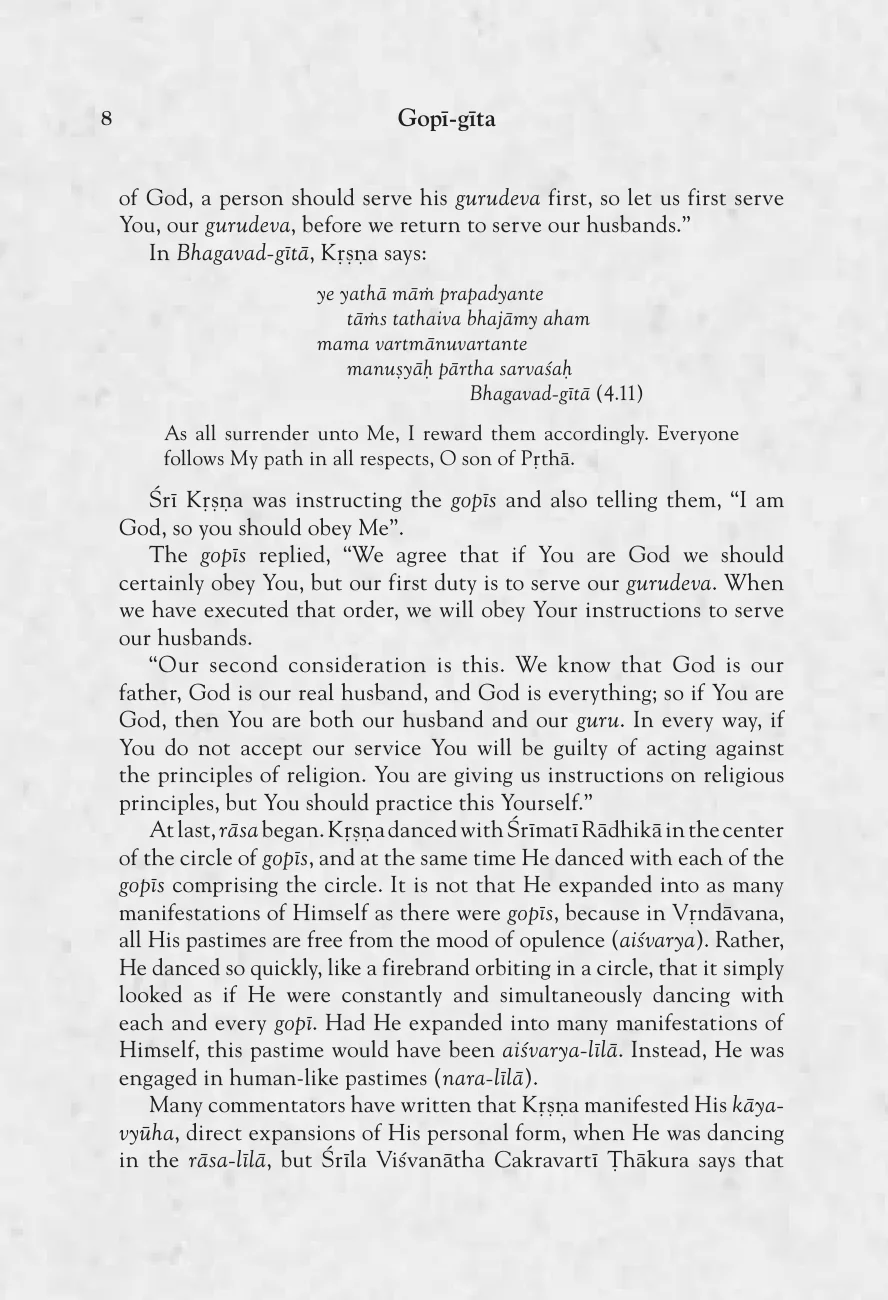 8
Gopī-gīta
of God, a person should serve his gurudeva first, so let us first serve
You, our gurudeva, before we return to serve our husbands.”
In Bhagavad-gītā, Kṛṣṇa says:
ye yathā māṁ prapadyante
tāṁs tathaiva bhajāmy aham
mama vartmānuvartante
manuṣyāḥ pārtha sarvaśaḥ
Bhagavad-gītā (4.11)
As all surrender unto Me, I reward them accordingly. Everyone
follows My path in all respects, O son of Pṛthā.
Śrī Kṛṣṇa was instructing the gopīs and also telling them, “I am
God, so you should obey Me”.
The gopīs replied, “We agree that if You are God we should
certainly obey You, but our first duty is to serve our gurudeva. When
we have executed that order, we will obey Your instructions to serve
our husbands.
“Our second consideration is this. We know that God is our
father, God is our real husband, and God is everything; so if You are
God, then You are both our husband and our guru. In every way, if
You do not accept our service You will be guilty of acting against
the principles of religion. You are giving us instructions on religious
principles, but You should practice this Yourself.”
At last, rāsa began. Kṛṣṇa danced with Śrīmatī Rādhikā in the center
of the circle of gopīs, and at the same time He danced with each of the
gopīs comprising the circle. It is not that He expanded into as many
manifestations of Himself as there were gopīs, because in Vṛndāvana,
all His pastimes are free from the mood of opulence (aiśvarya). Rather,
He danced so quickly, like a firebrand orbiting in a circle, that it simply
looked as if He were constantly and simultaneously dancing with
each and every gopī. Had He expanded into many manifestations of
Himself, this pastime would have been aiśvarya-līlā. Instead, He was
engaged in human-like pastimes (nara-līlā).
Many commentators have written that Kṛṣṇa manifested His kāya-
vyūha, direct expansions of His personal form, when He was dancing
in the rāsa-līlā, but Śrīla Viśvanātha Cakravartī Ṭhākura says that